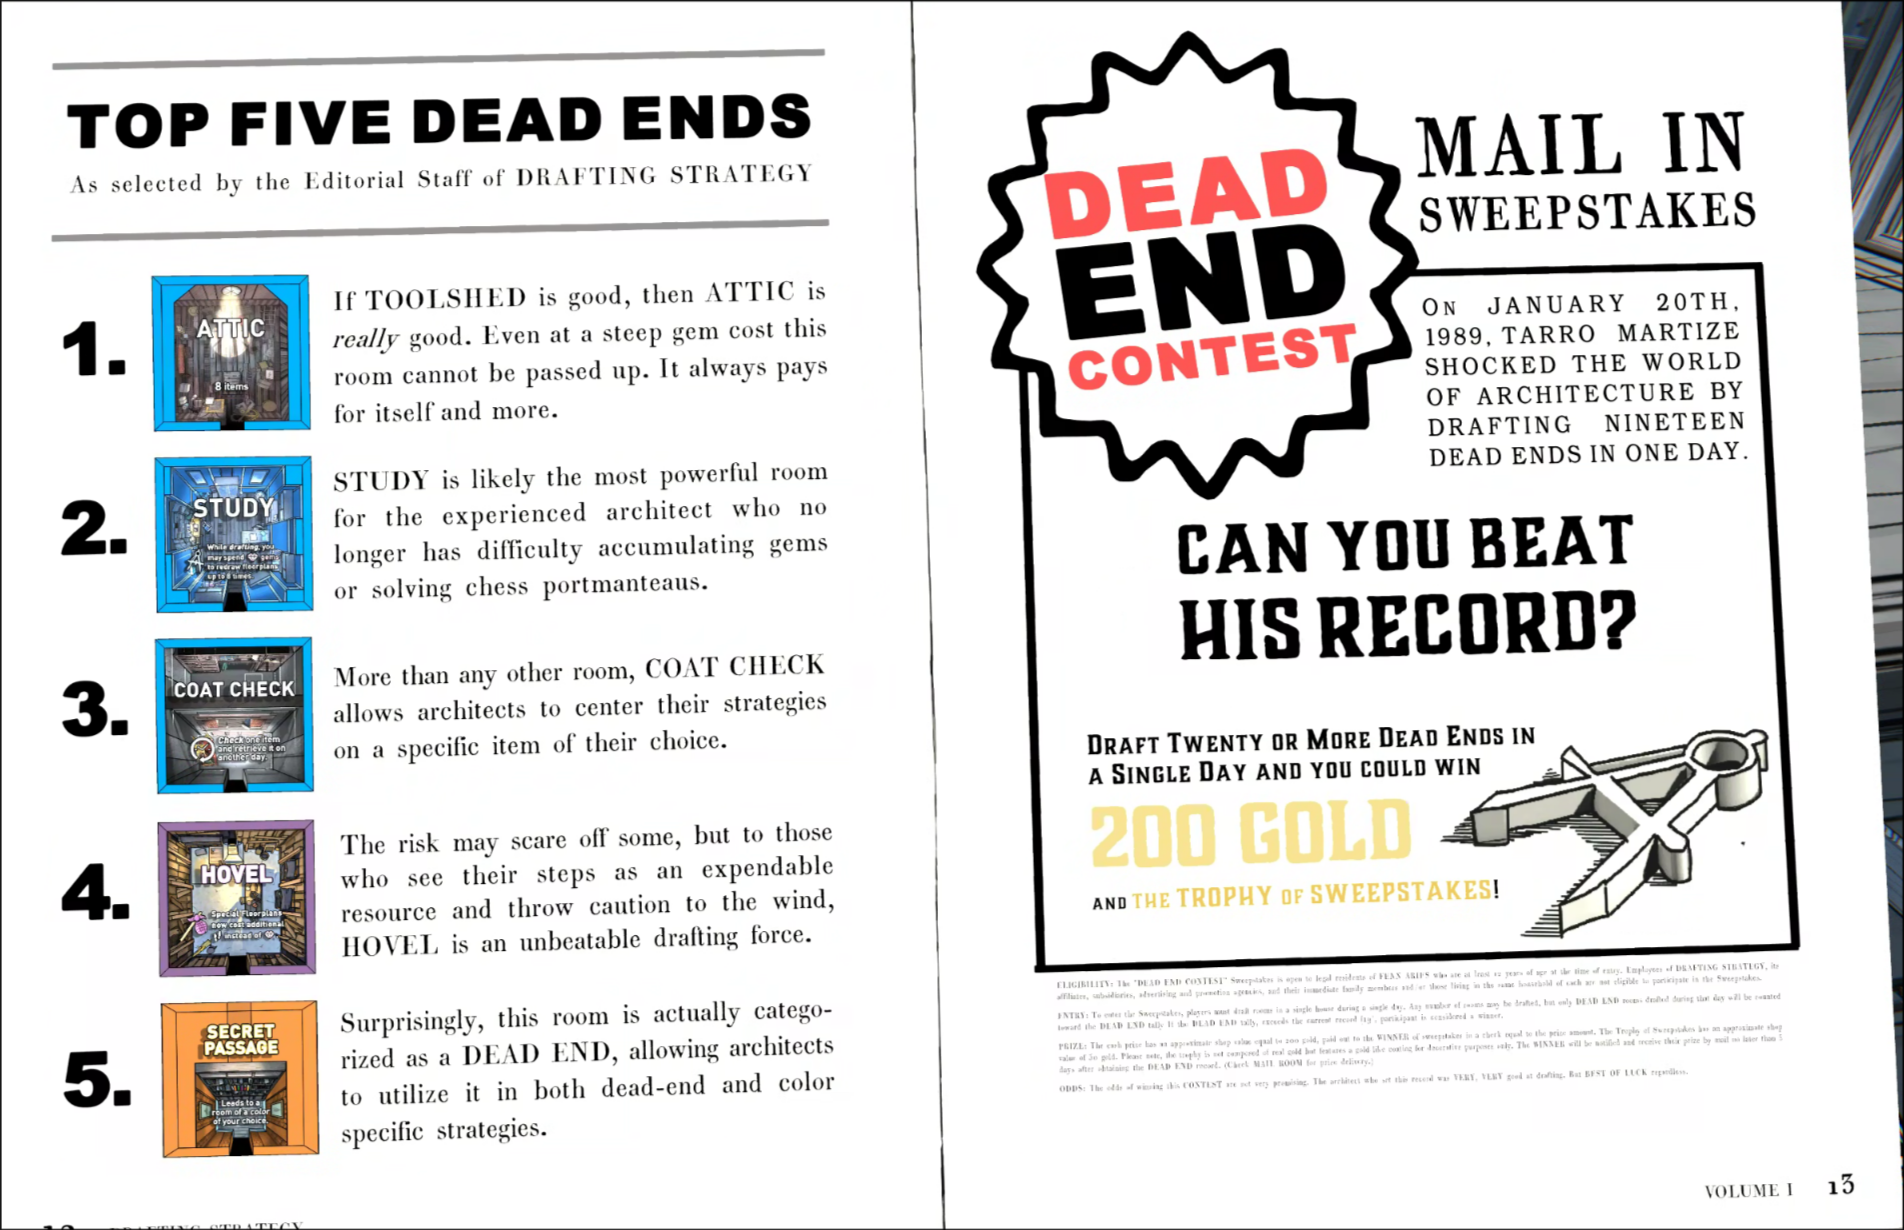 TOP FIVE DEAD ENDS
As selected by the Editorial Staff of DRAFTING STRATEGY
1.
ATTIC
8 items
If TOOLSHED is good, then ATTIC is
really good. Even at a steep gem cost this
room cannot be passed up. It always pays
for itself and more.
2.
STUDY
While drafting, you
may spend gems
to redraw floorplans
up to 8 times.
STUDY is likely the most powerful room
for the experienced architect who no
longer has difficulty accumulating gems
or solving chess portmanteaus.
3.
COAT CHECK
Check one item
and retrieve it on
another day.
More than any other room, COAT CHECK
allows architects to center their strategies
on a specific item of their choice.
4.
HOVEL
Special Floorplans
now cost additional
instead of
The risk may scare off some, but to those
who see their steps as an expendable
resource and throw caution to the wind,
HOVEL is an unbeatable drafting force.
5.
SECRET
PASSAGE
Leads to a
room of a color
of your choice.
Surprisingly, this room is actually catego-
rized as a DEAD END, allowing architects
to utilize it in both dead-end and color
specific strategies.
DRAFTING STRATEGY
DEAD
END
CONTEST
MAIL IN
SWEEPSTAKES
ON JANUARY 20TH,
1989, TARRO MARTIZE
SHOCKED THE WORLD
OF ARCHITECTURE BY
DRAFTING NINETEEN
DEAD ENDS IN ONE DAY.
CAN YOU BEAT
HIS RECORD?
DRAFT TWENTY OR MORE DEAD ENDS IN
A SINGLE DAY AND YOU COULD WIN
200 GOLD
AND THE TROPHY OF SWEEPSTAKES!
ELIGIBILITY: The "DEAD END CONTEST" Sweepstakes is open to legal residents of FENN ARIES who are at least 12 years of age at the time of entry. Employees of DRAFTING STRATEGY, its
affiliates, subsidiaries, advertising and promotion agencies, and their immediate family members and/or those living in the same household of each are not eligible to participate in the Sweepstakes.
ENTRY: To enter the Sweepstakes, players must draft rooms in a single house during a single day. Any number of rooms may be drafted, but only DEAD END rooms drafted during that day will be counted
toward the DEAD END tally. If the DEAD END tally, exceeds the current record participant is considered a winner.
PRIZE: The cash prize has an approximate shop value equal to 200 gold, paid out to the WINNER of sweepstakes in a check equal to the prize amount. The Trophy of Sweepstakes has an approximate shop
value of 30 gold. Please note, the trophy is not composed of real gold but features a gold like coating for decorative purposes only. The WINNER will be notified and receive their prize by mail no later than 5
days after obtaining the DEAD END record. (Check MAIL ROOM for prize delivery.)
ODDS: The odds of winning this CONTEST are not very promising. The architect who set this record was VERY, VERY good at drafting. But BEST OF LUCK regardless.
VOLUME I 13